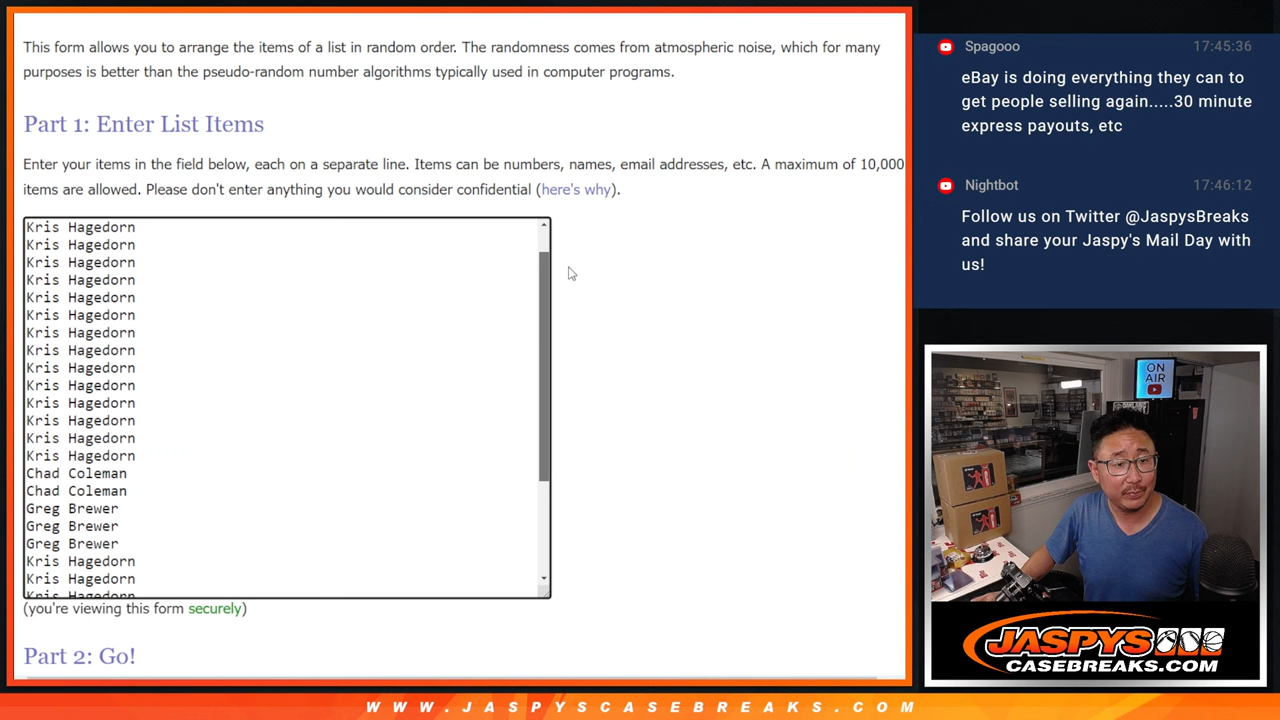 This form allows you to arrange the items of a list in random order. The randomness comes from atmospheric noise, which for many
purposes is better than the pseudo-random number algorithms typically used in computer programs.
Part 1: Enter List Items
Enter your items in the field below, each on a separate line. Items can be numbers, names, email addresses, etc. A maximum of 10,000
items are allowed. Please don't enter anything you would consider confidential (here's why).
Kris Hagedorn
Kris Hagedorn
Kris Hagedorn
Kris Hagedorn
Kris Hagedorn
Kris Hagedorn
Kris Hagedorn
Kris Hagedorn
Kris Hagedorn
Kris Hagedorn
Kris Hagedorn
Kris Hagedorn
Kris Hagedorn
Kris Hagedorn
Chad Coleman
Chad Coleman
Greg Brewer
Greg Brewer
Greg Brewer
Kris Hagedorn
Kris Hagedorn
Kris Hagedorn
(you're viewing this form securely)
Part 2: Go!
Spagooo 17:45:36
eBay is doing everything they can to
get people selling again.....30 minute
express payouts, etc
Nightbot 17:46:12
Follow us on Twitter @JaspysBreaks
and share your Jaspy's Mail Day with
us!
ON
AIR
JASPYS
CASEBREAKS.COM
WWW.JASPYSCASEBREAKS.COM